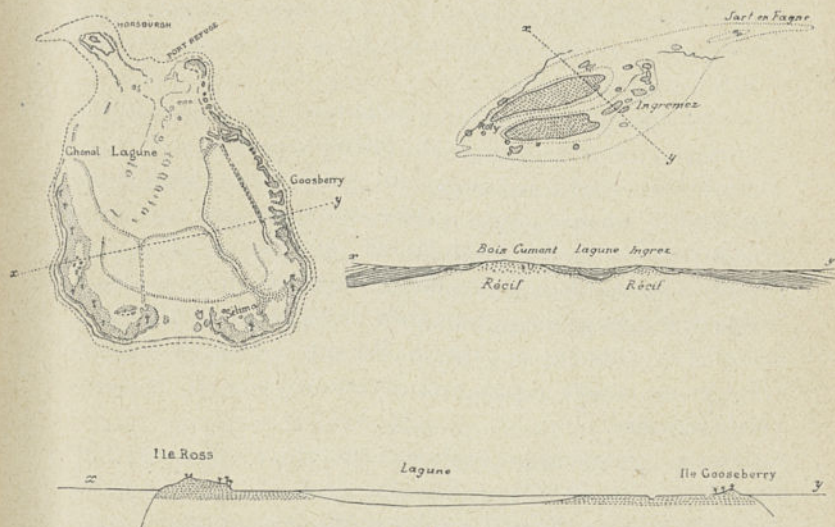 HORSBURGH
PORT REFUGE
Chenal Lagune
Goosberry
x
y
Selima
Sart en Fagne
x
Roly
Ingremez
y
Bois Cumont Lagune Ingrez
x
y
Récif Récif
Ile Ross
Lagune
Ile Gooseberry
x
y